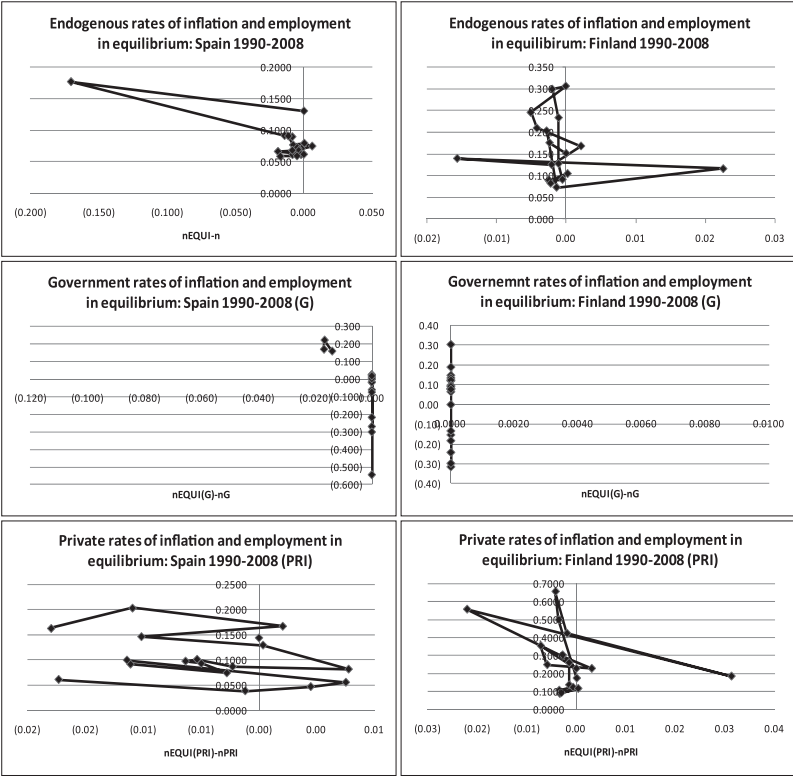 Endogenous rates of inflation and employment
in equilibrium: Spain 1990-2008
0.2000
0.1500
0.1000
0.0500
0.0000
(0.200) (0.150) (0.100) (0.050) 0.000 0.050
nEQUI-n
Endogenous rates of inflation and employment
in equilibirum: Finland 1990-2008
0.350
0.300
0.250
0.200
0.150
0.100
0.050
0.000
(0.02) (0.01) 0.00 0.01 0.02 0.03
Government rates of inflation and employment
in equilibrium: Spain 1990-2008 (G)
0.300
0.200
0.100
0.000
(0.120) (0.100) (0.080) (0.060) (0.040) (0.020) 0.000
(0.100)
(0.200)
(0.300)
(0.400)
(0.500)
(0.600)
nEQUI(G)-nG
Governemnt rates of inflation and employment
in equilibrium: Finland 1990-2008 (G)
0.40
0.30
0.20
0.10
0.00
(0.10) 0.0000 0.0020 0.0040 0.0060 0.0080 0.0100
(0.20)
(0.30)
(0.40)
nEQUI(G)-nG
Private rates of inflation and employment in
equilibrium: Spain 1990-2008 (PRI)
0.2500
0.2000
0.1500
0.1000
0.0500
0.0000
(0.02) (0.02) (0.01) (0.01) 0.00 0.00 0.01
nEQUI(PRI)-nPRI
Private rates of inflation and employment in
equilibrium: Finland 1990-2008 (PRI)
0.7000
0.6000
0.5000
0.4000
0.3000
0.2000
0.1000
0.0000
(0.03) (0.02) (0.01) 0.00 0.01 0.02 0.03 0.04
nEQUI(PRI)-nPRI